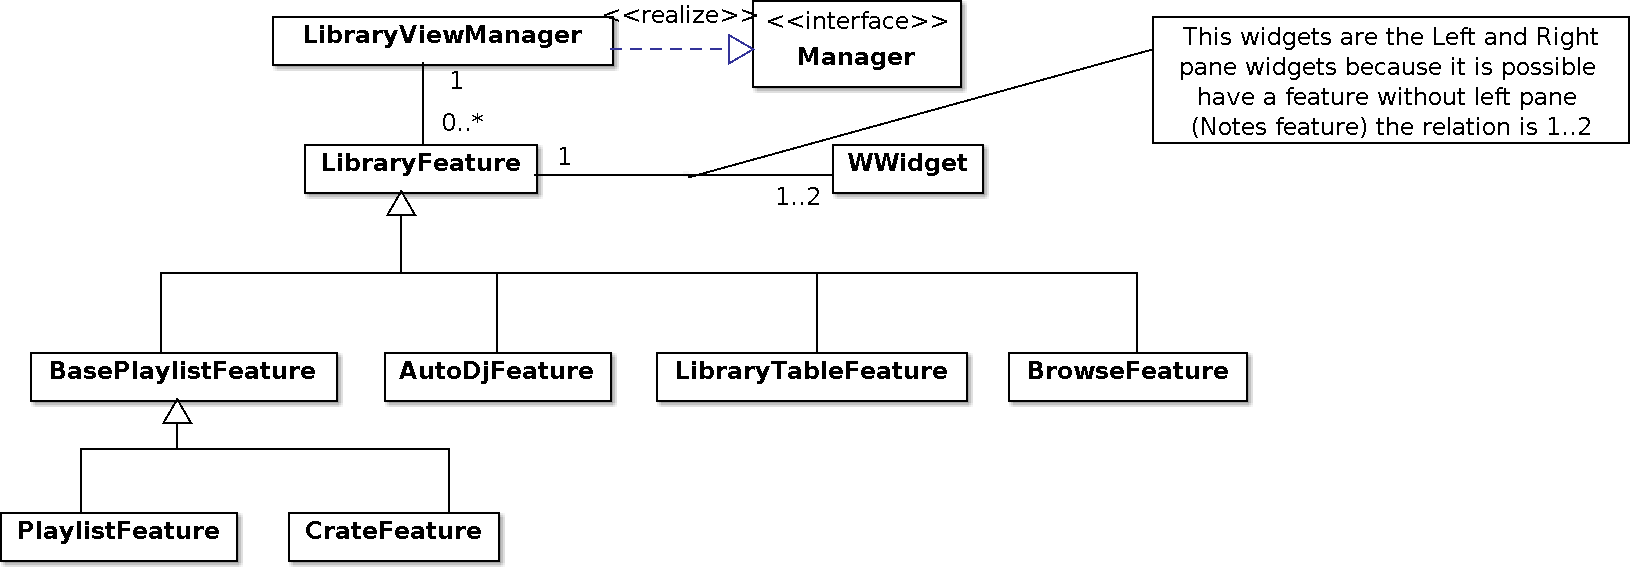 <<realize>>
<<interface>>
LibraryViewManager
Manager
This widgets are the Left and Right
pane widgets because it is possible
have a feature without left pane
(Notes feature) the relation is 1..2
1
0..*
LibraryFeature
1
WWidget
1..2
BasePlaylistFeature
AutoDjFeature
LibraryTableFeature
BrowseFeature
PlaylistFeature
CrateFeature